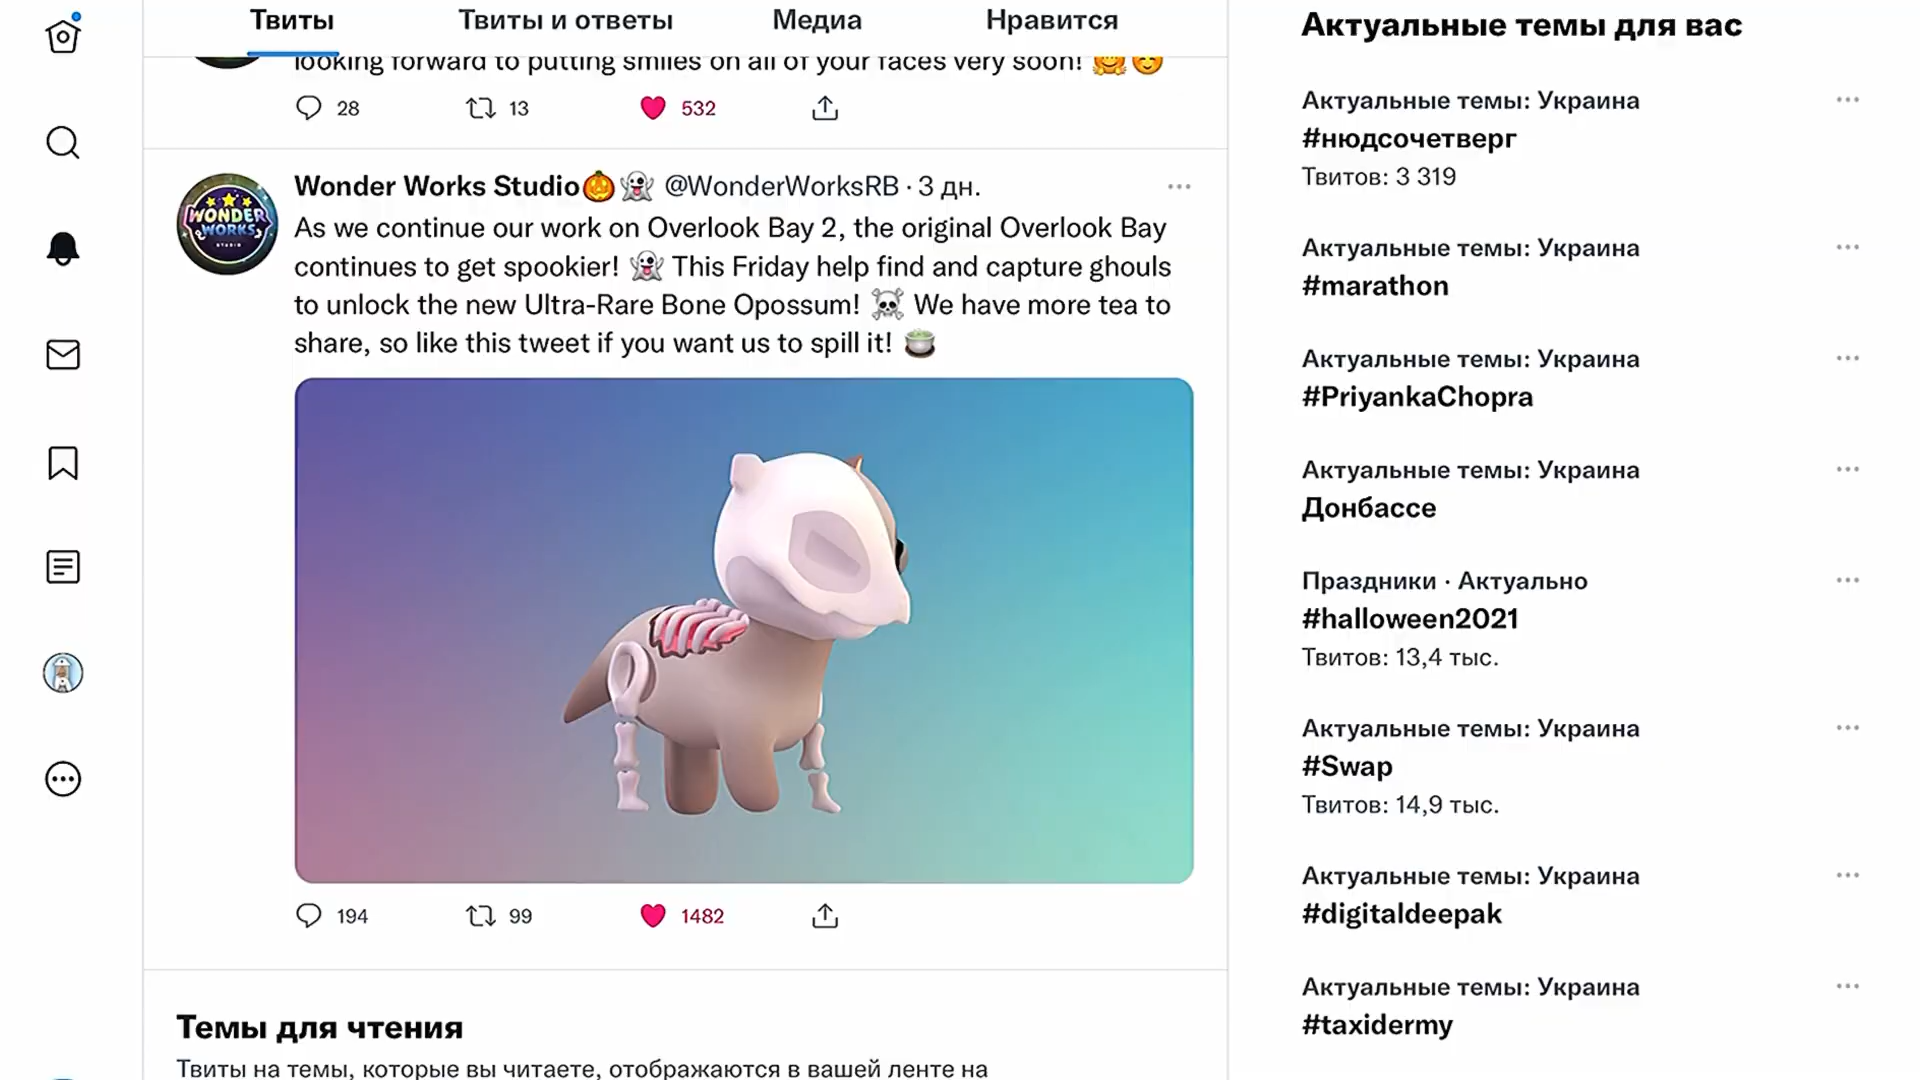 Твиты Твиты и ответы Медиа Нравится
looking forward to putting smiles on all of your faces very soon! 🤗😊
28 13 532
WONDER WORKS STUDIO
Wonder Works Studio🎃👻 @WonderWorksRB · 3 дн.
As we continue our work on Overlook Bay 2, the original Overlook Bay
continues to get spookier! 👻 This Friday help find and capture ghouls
to unlock the new Ultra-Rare Bone Opossum! ☠️ We have more tea to
share, so like this tweet if you want us to spill it! 🍵
194 99 1482
Темы для чтения
Твиты на темы, которые вы читаете, отображаются в вашей ленте на
Актуальные темы для вас
Актуальные темы: Украина
#нюдсочетверг
Твитов: 3 319
Актуальные темы: Украина
#marathon
Актуальные темы: Украина
#PriyankaChopra
Актуальные темы: Украина
Донбассе
Праздники · Актуально
#halloween2021
Твитов: 13,4 тыс.
Актуальные темы: Украина
#Swap
Твитов: 14,9 тыс.
Актуальные темы: Украина
#digitaldeepak
Актуальные темы: Украина
#taxidermy